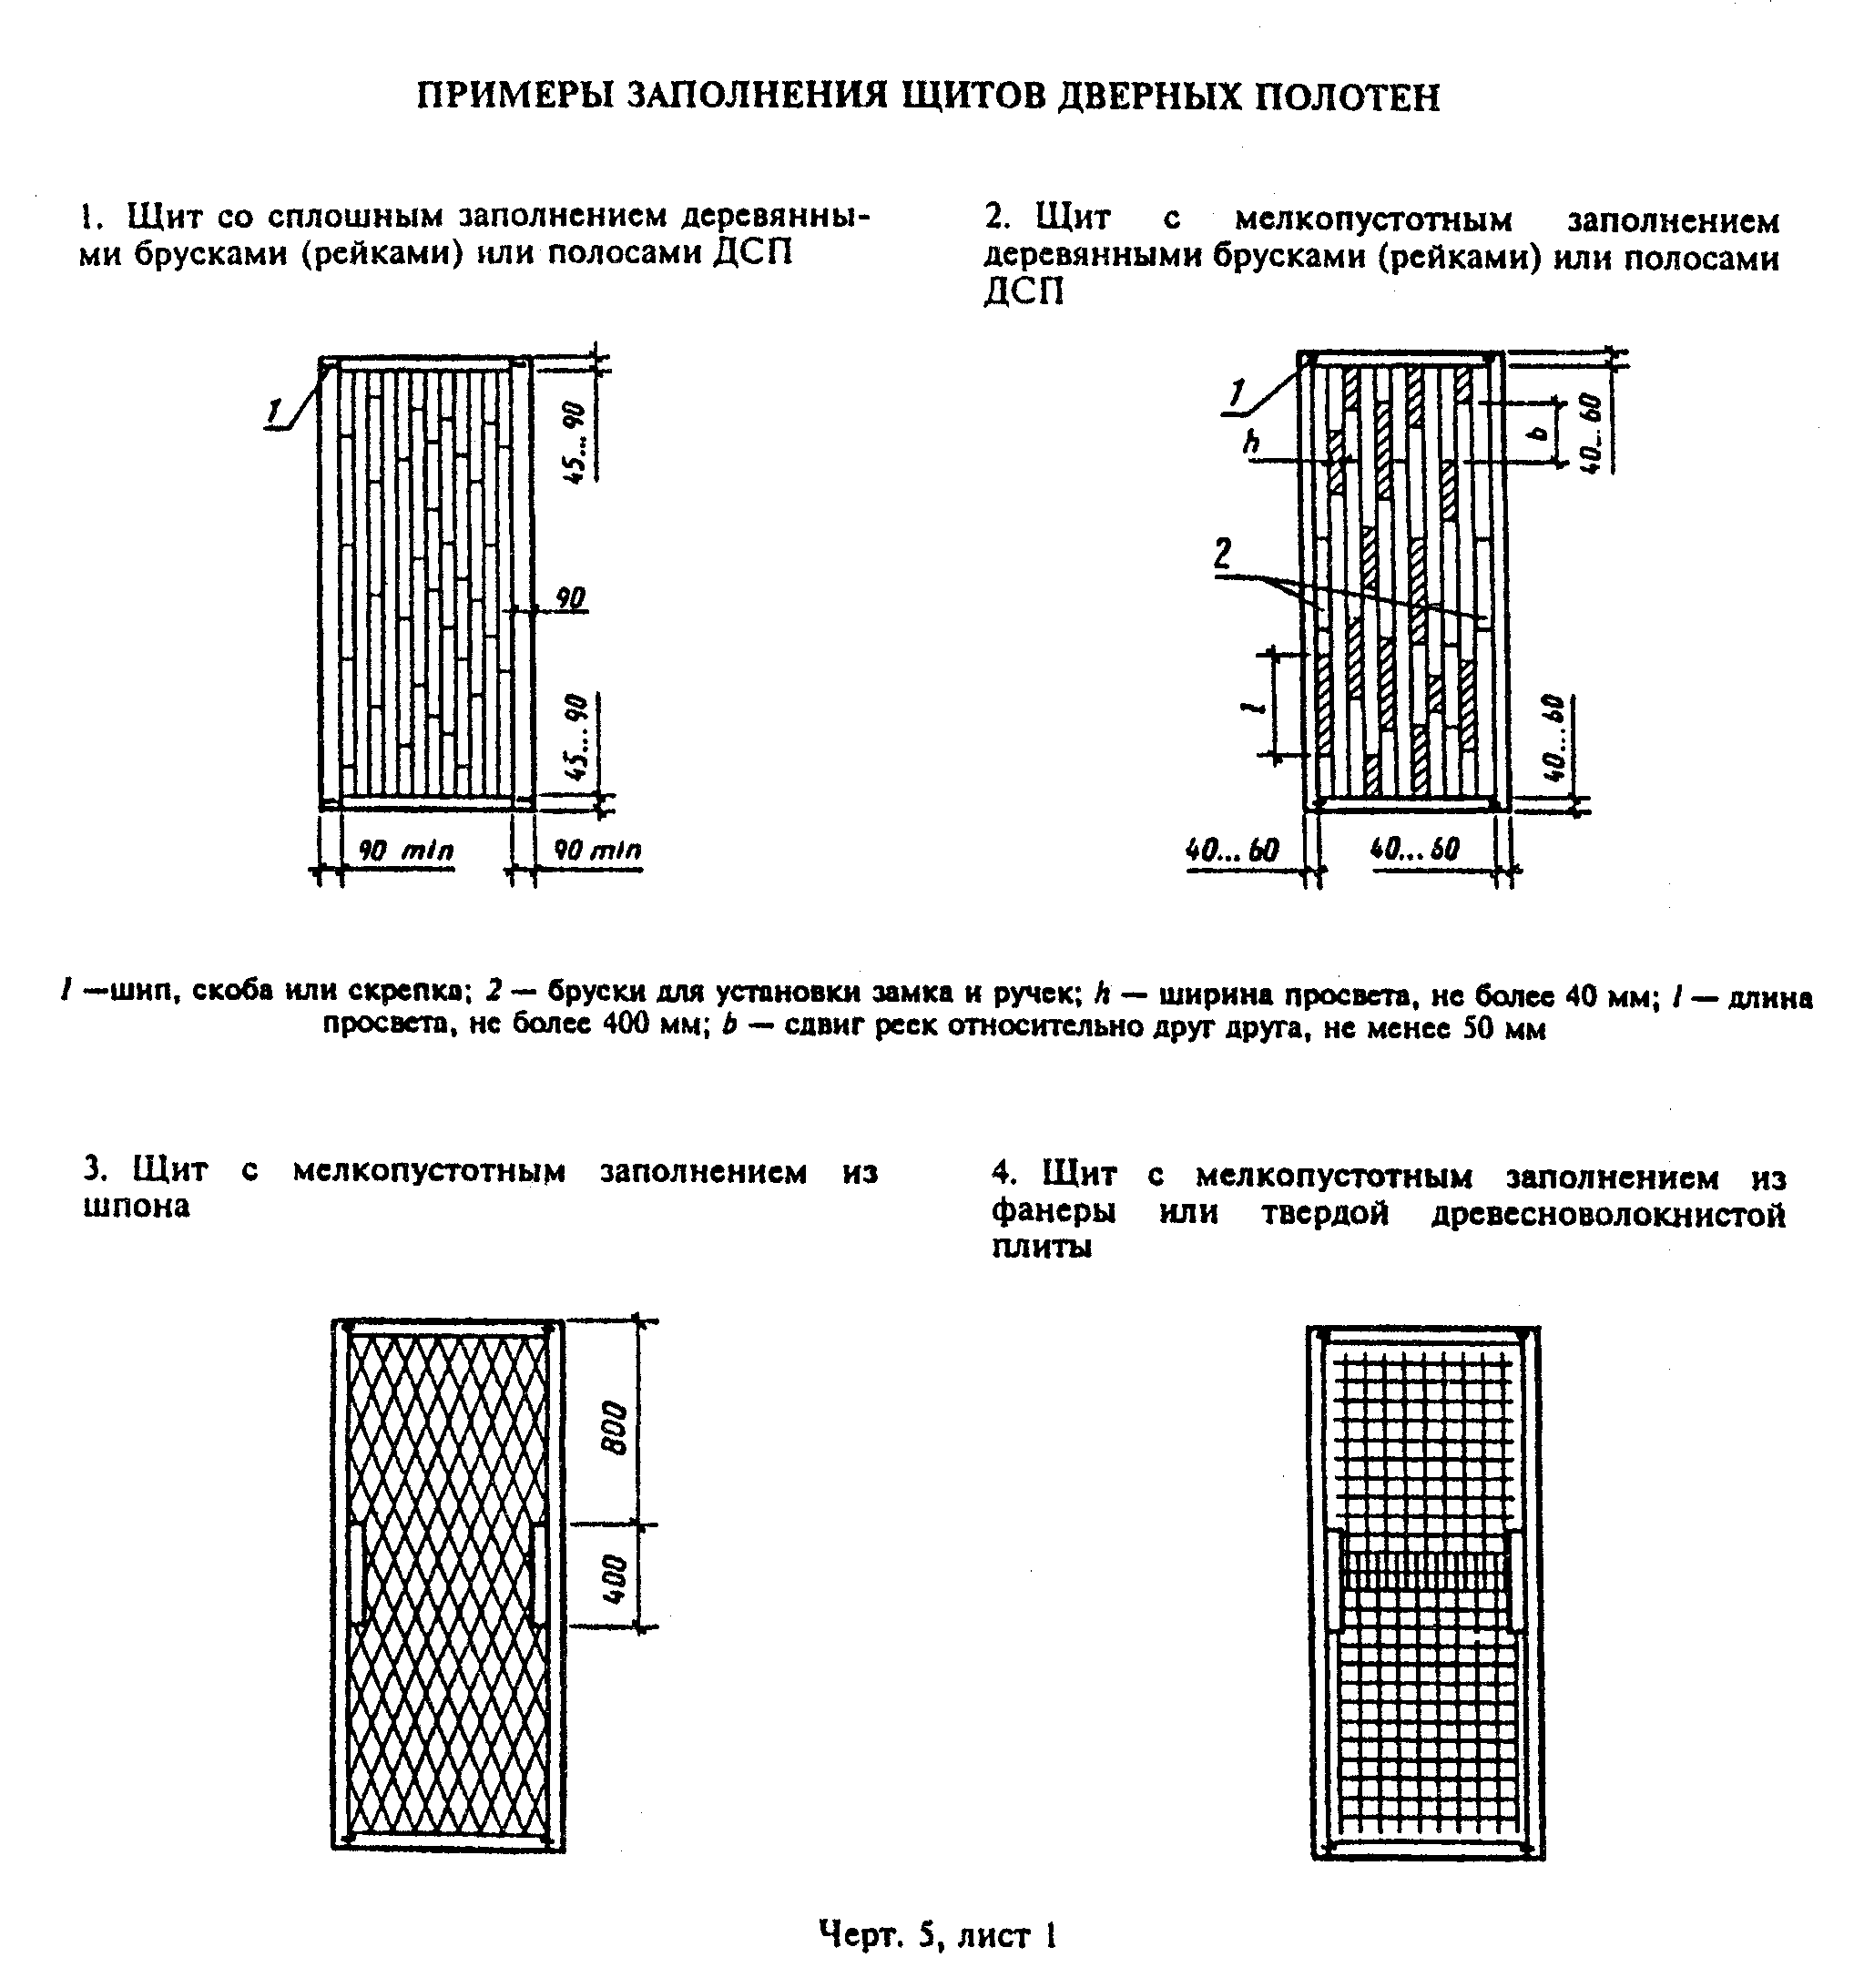 ПРИМЕРЫ ЗАПОЛНЕНИЯ ЩИТОВ ДВЕРНЫХ ПОЛОТЕН
1. Щит со сплошным заполнением деревянны-
ми брусками (рейками) или полосами ДСП
2. Щит с мелкопустотным заполнением
деревянными брусками (рейками) или полосами
ДСП
1
45...90
90
45...90
90 min
90 min
1
h
b
40...60
2
l
40...60
40...60
40...60
1 —шип, скоба или скрепка; 2 — бруски для установки замка и ручек; h — ширина просвета, не более 40 мм; l — длина
просвета, не более 400 мм; b — сдвиг реек относительно друг друга, не менее 50 мм
3. Щит с мелкопустотным заполнением из
шпона
4. Щит с мелкопустотным заполнением из
фанеры или твердой древесноволокнистой
плиты
800
400
Черт. 5, лист 1